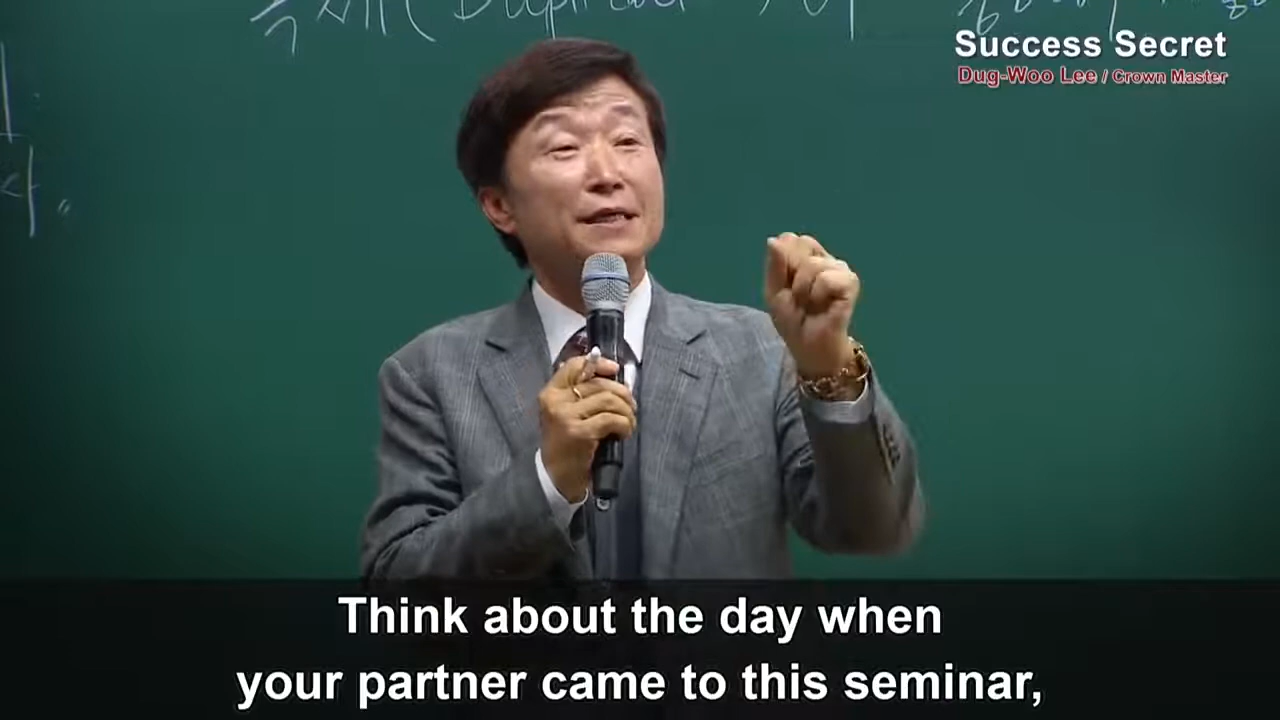 Success Secret
Dug-Woo Lee / Crown Master
Think about the day when
your partner came to this seminar,